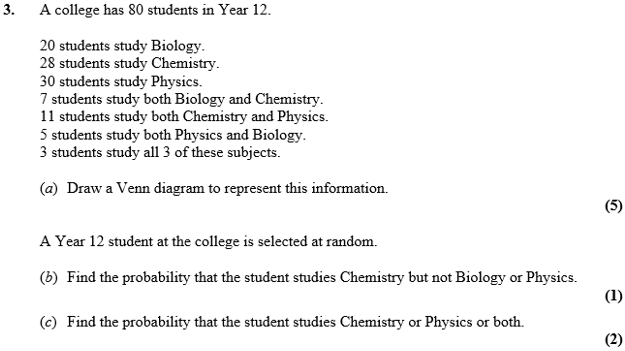 3. A college has 80 students in Year 12.
20 students study Biology.
28 students study Chemistry.
30 students study Physics.
7 students study both Biology and Chemistry.
11 students study both Chemistry and Physics.
5 students study both Physics and Biology.
3 students study all 3 of these subjects.
(a) Draw a Venn diagram to represent this information.
(5)
A Year 12 student at the college is selected at random.
(b) Find the probability that the student studies Chemistry but not Biology or Physics.
(1)
(c) Find the probability that the student studies Chemistry or Physics or both.
(2)